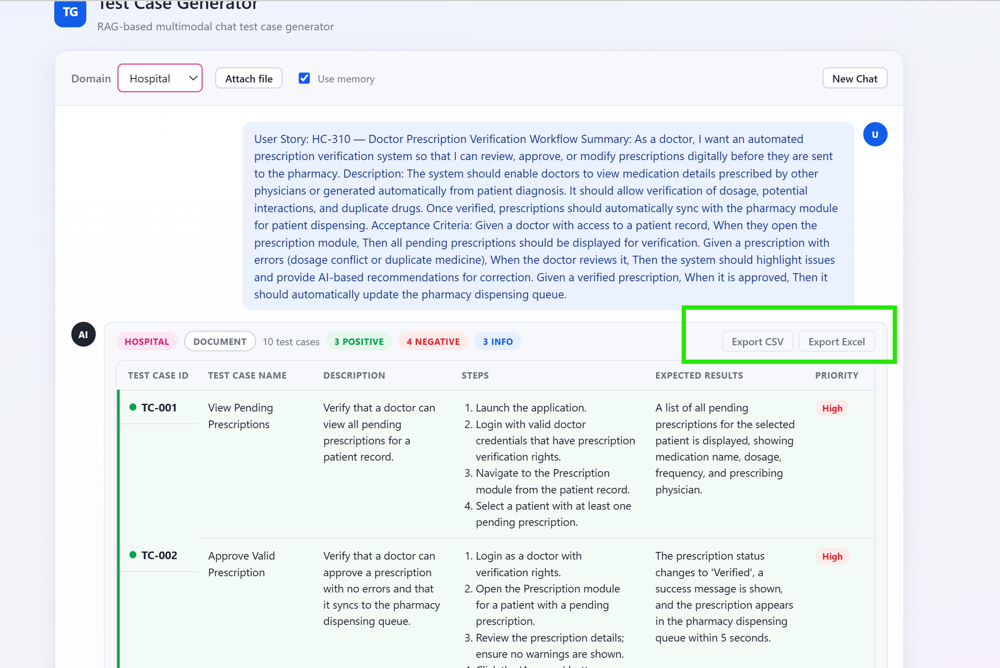 Test Case Generator
TG
RAG-based multimodal chat test case generator
Domain
Hospital
Attach file
Use memory
New Chat
User Story: HC-310 — Doctor Prescription Verification Workflow Summary: As a doctor, I want an automated
prescription verification system so that I can review, approve, or modify prescriptions digitally before they are sent
to the pharmacy. Description: The system should enable doctors to view medication details prescribed by other
physicians or generated automatically from patient diagnosis. It should allow verification of dosage, potential
interactions, and duplicate drugs. Once verified, prescriptions should automatically sync with the pharmacy module
for patient dispensing. Acceptance Criteria: Given a doctor with access to a patient record, When they open the
prescription module, Then all pending prescriptions should be displayed for verification. Given a prescription with
errors (dosage conflict or duplicate medicine), When the doctor reviews it, Then the system should highlight issues
and provide AI-based recommendations for correction. Given a verified prescription, When it is approved, Then it
should automatically update the pharmacy dispensing queue.
U
AI
HOSPITAL
DOCUMENT
10 test cases
3 POSITIVE
4 NEGATIVE
3 INFO
Export CSV
Export Excel
TEST CASE ID
TEST CASE NAME
DESCRIPTION
STEPS
EXPECTED RESULTS
PRIORITY
TC-001
View Pending
Prescriptions
Verify that a doctor can
view all pending
prescriptions for a
patient record.
1. Launch the application.
2. Login with valid doctor
credentials that have prescription
verification rights.
3. Navigate to the Prescription
module from the patient record.
4. Select a patient with at least one
pending prescription.
A list of all pending
prescriptions for the selected
patient is displayed, showing
medication name, dosage,
frequency, and prescribing
physician.
High
TC-002
Approve Valid
Prescription
Verify that a doctor can
approve a prescription
with no errors and that
it syncs to the pharmacy
dispensing queue.
1. Login as a doctor with
verification rights.
2. Open the Prescription module
for a patient with a pending
prescription.
3. Review the prescription details;
ensure no warnings are shown.
The prescription status
changes to 'Verified', a
success message is shown,
and the prescription appears
in the pharmacy dispensing
queue within 5 seconds.
High